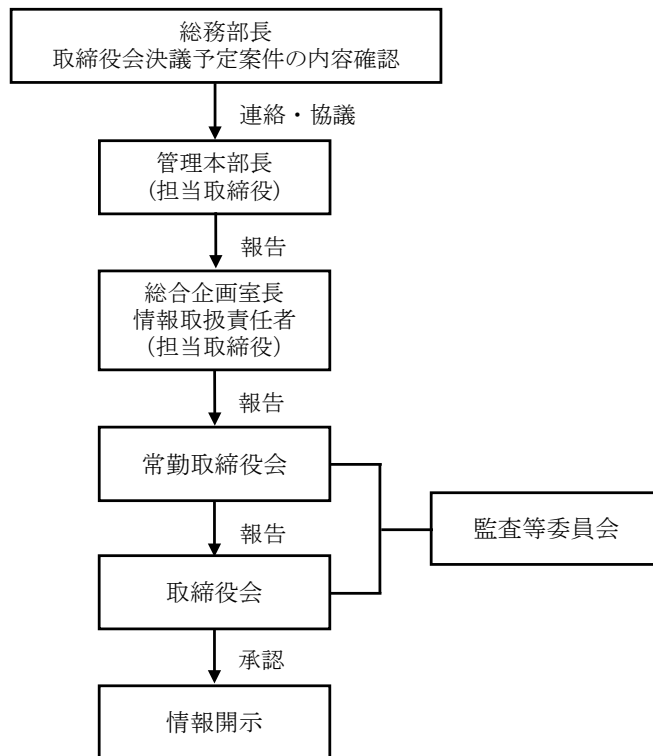 総務部長
取締役会決議予定案件の内容確認
連絡・協議
管理本部長
(担当取締役)
報告
総合企画室長
情報取扱責任者
(担当取締役)
報告
常勤取締役会
監査等委員会
報告
取締役会
承認
情報開示